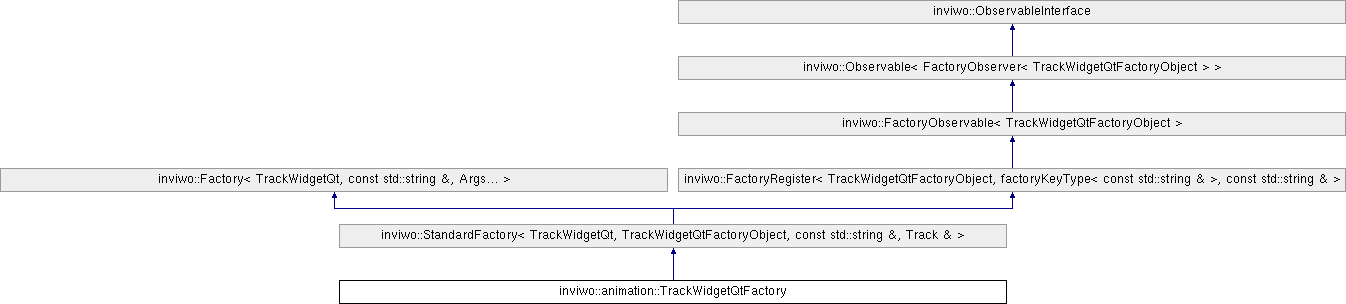 inviwo::ObservableInterface
inviwo::Observable< FactoryObserver< TrackWidgetQtFactoryObject > >
inviwo::FactoryObservable< TrackWidgetQtFactoryObject >
inviwo::Factory< TrackWidgetQt, const std::string &, Args... >
inviwo::FactoryRegister< TrackWidgetQtFactoryObject, factoryKeyType< const std::string & >, const std::string & >
inviwo::StandardFactory< TrackWidgetQt, TrackWidgetQtFactoryObject, const std::string &, Track & >
inviwo::animation::TrackWidgetQtFactory